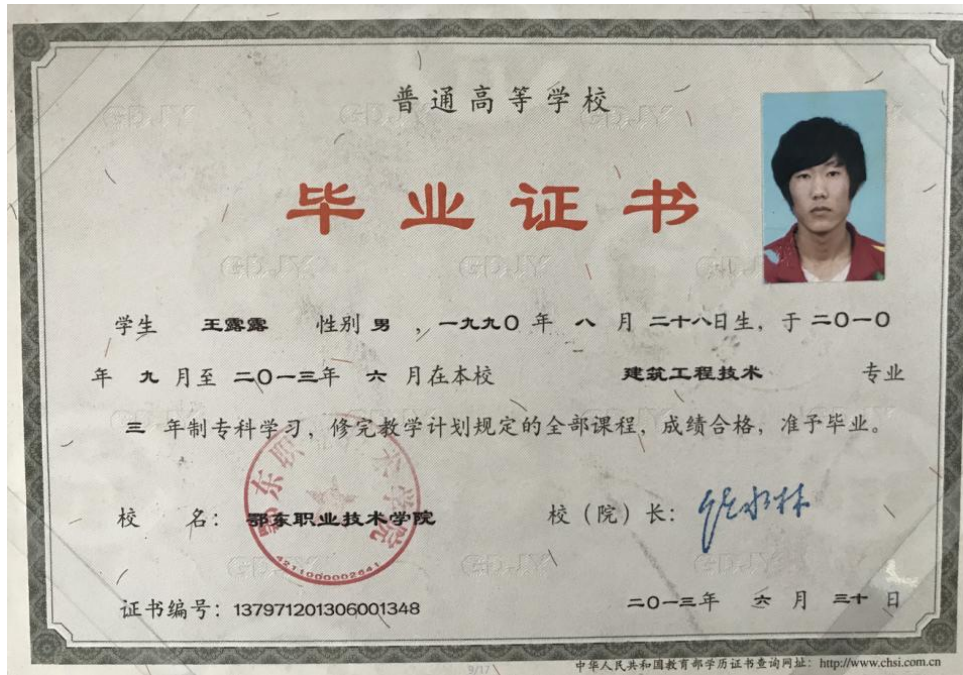 普通高等学校
毕业证书
学生 王露露 性别 男 ，一九九〇 年 八 月 二十八日生，于 二〇一〇
年 九 月至 二〇一三年 六 月在本校 建筑工程技术 专业
三 年制专科学习，修完教学计划规定的全部课程，成绩合格，准予毕业。
校 名：鄂东职业技术学院 校（院）长：
证书编号：137971201306001348 二〇一三年 六 月 三十 日
中华人民共和国教育部学历证书查询网址：http://www.chsi.com.cn
9/17
GDJY
4211000002641